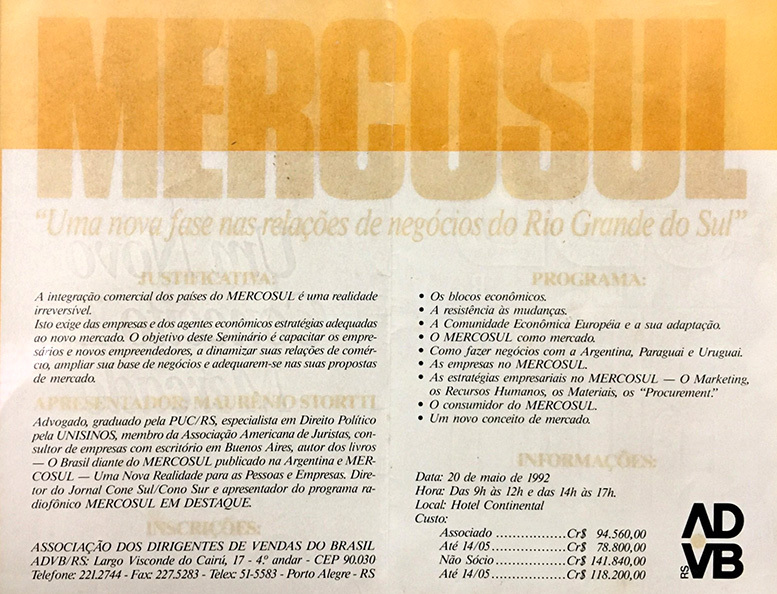 MERCOSUL
"Uma nova fase nas relações de negócios do Rio Grande do Sul"
JUSTIFICATIVA:
A integração comercial dos países do MERCOSUL é uma realidade
irreversível.
Isto exige das empresas e dos agentes econômicos estratégias adequadas
ao novo mercado. O objetivo deste Seminário é capacitar os empre-
sários e novos empreendedores, a dinamizar suas relações de comér-
cio, ampliar sua base de negócios e adequarem-se nas suas propostas
de mercado.
APRESENTADOR: MAURÊNIO STORTTI
Advogado, graduado pela PUC/RS, especialista em Direito Político
pela UNISINOS, membro da Associação Americana de Juristas, con-
sultor de empresas com escritório em Buenos Aires, autor dos livros
— O Brasil diante do MERCOSUL publicado na Argentina e MER-
COSUL — Uma Nova Realidade para as Pessoas e Empresas. Dire-
tor do Jornal Cone Sul/Cono Sur e apresentador do programa ra-
diofônico MERCOSUL EM DESTAQUE.
INSCRIÇÕES:
ASSOCIAÇÃO DOS DIRIGENTES DE VENDAS DO BRASIL
ADVB/RS: Largo Visconde do Cairú, 17 - 4.º andar - CEP 90.030
Telefone: 221.2744 - Fax: 227.5283 - Telex: 51-5583 - Porto Alegre - RS
PROGRAMA:
• Os blocos econômicos.
• A resistência às mudanças.
• A Comunidade Econômica Européia e a sua adaptação.
• O MERCOSUL como mercado.
• Como fazer negócios com a Argentina, Paraguai e Uruguai.
• As empresas no MERCOSUL.
• As estratégias empresariais no MERCOSUL — O Marketing,
os Recursos Humanos, os Materiais, os "Procurement."
• O consumidor do MERCOSUL.
• Um novo conceito de mercado.
INFORMAÇÕES:
Data: 20 de maio de 1992
Hora: Das 9h às 12h e das 14h às 17h.
Local: Hotel Continental
Custo:
Associado ................Cr$ 94.560,00
Até 14/05 .................Cr$ 78.800,00
Não Sócio ...............Cr$ 141.840,00
Até 14/05 .................Cr$ 118.200,00
ADVB
RS